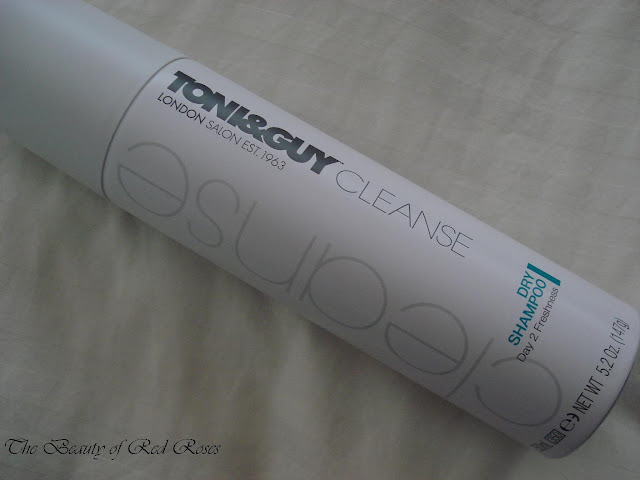 TONI&GUY™ CLEANSE
LONDON SALON EST. 1963
cleanse
DRY
SHAMPOO
Day 2 Freshness
℮ NET WT 5.2 Oz. (147g)
The Beauty of Red Roses